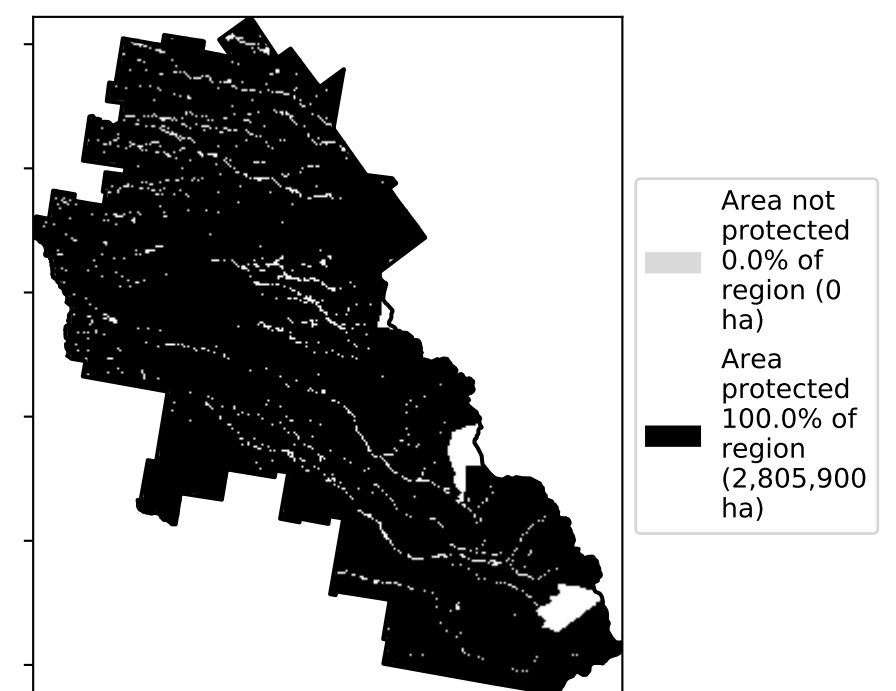 Area not
protected
0.0% of
region (0
ha)
Area
protected
100.0% of
region
(2,805,900
ha)